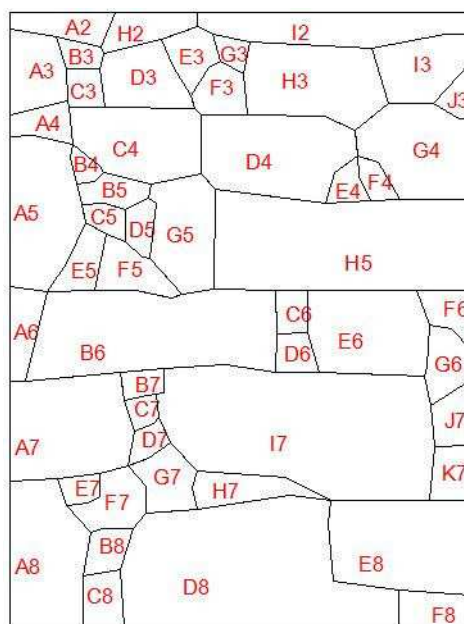 A2 H2 I2
A3 B3 C3 D3 E3 F3 G3 H3 I3 J3
A4 B4 C4 D4 E4 F4 G4
A5 B5 C5 D5 E5 F5 G5 H5
A6 B6 C6 D6 E6 F6 G6
A7 B7 C7 D7 E7 F7 G7 H7 I7 J7 K7
A8 B8 C8 D8 E8 F8